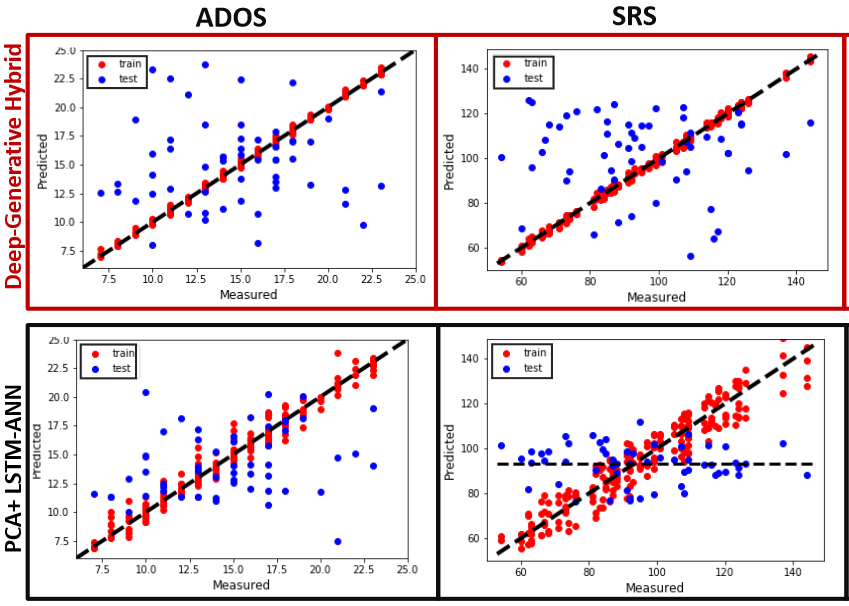 ADOS
SRS
Deep-Generative Hybrid
25.0
22.5
20.0
17.5
15.0
12.5
10.0
7.5
Predicted
train
test
7.5 10.0 12.5 15.0 17.5 20.0 22.5 25.0
Measured
140
120
100
80
60
Predicted
train
test
60 80 100 120 140
Measured
PCA+ LSTM-ANN
25.0
22.5
20.0
17.5
15.0
12.5
10.0
7.5
Predicted
train
test
7.5 10.0 12.5 15.0 17.5 20.0 22.5 25.0
Measured
140
120
100
80
60
Predicted
train
test
60 80 100 120 140
Measured